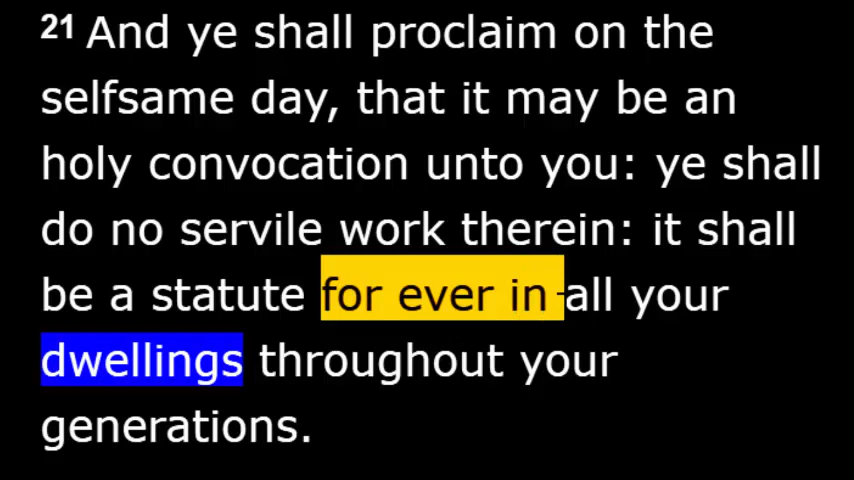 21 And ye shall proclaim on the
selfsame day, that it may be an
holy convocation unto you: ye shall
do no servile work therein: it shall
be a statute for ever in all your
dwellings throughout your
generations.